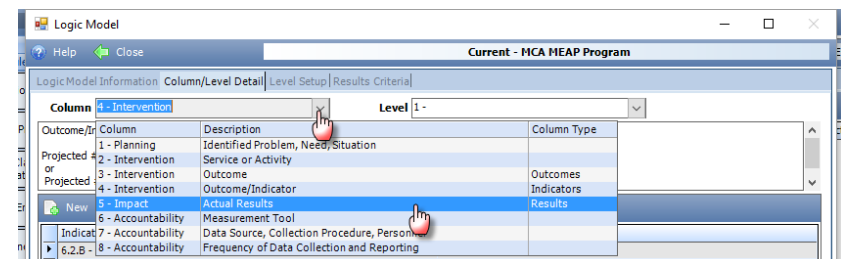 Logic Model
Help Close Current - MCA MEAP Program
Logic Model Information Column/Level Detail Level Setup Results Criteria
Column 4 - Intervention Level 1 -
Outcome/Ir Column Description Column Type
1 - Planning Identified Problem, Need, Situation
Projected # 2 - Intervention Service or Activity
or 3 - Intervention Outcome Outcomes
Projected 4 - Intervention Outcome/Indicator Indicators
New 5 - Impact Actual Results Results
6 - Accountability Measurement Tool
Indicat 7 - Accountability Data Source, Collection Procedure, Personnel
6.2.B - 8 - Accountability Frequency of Data Collection and Reporting